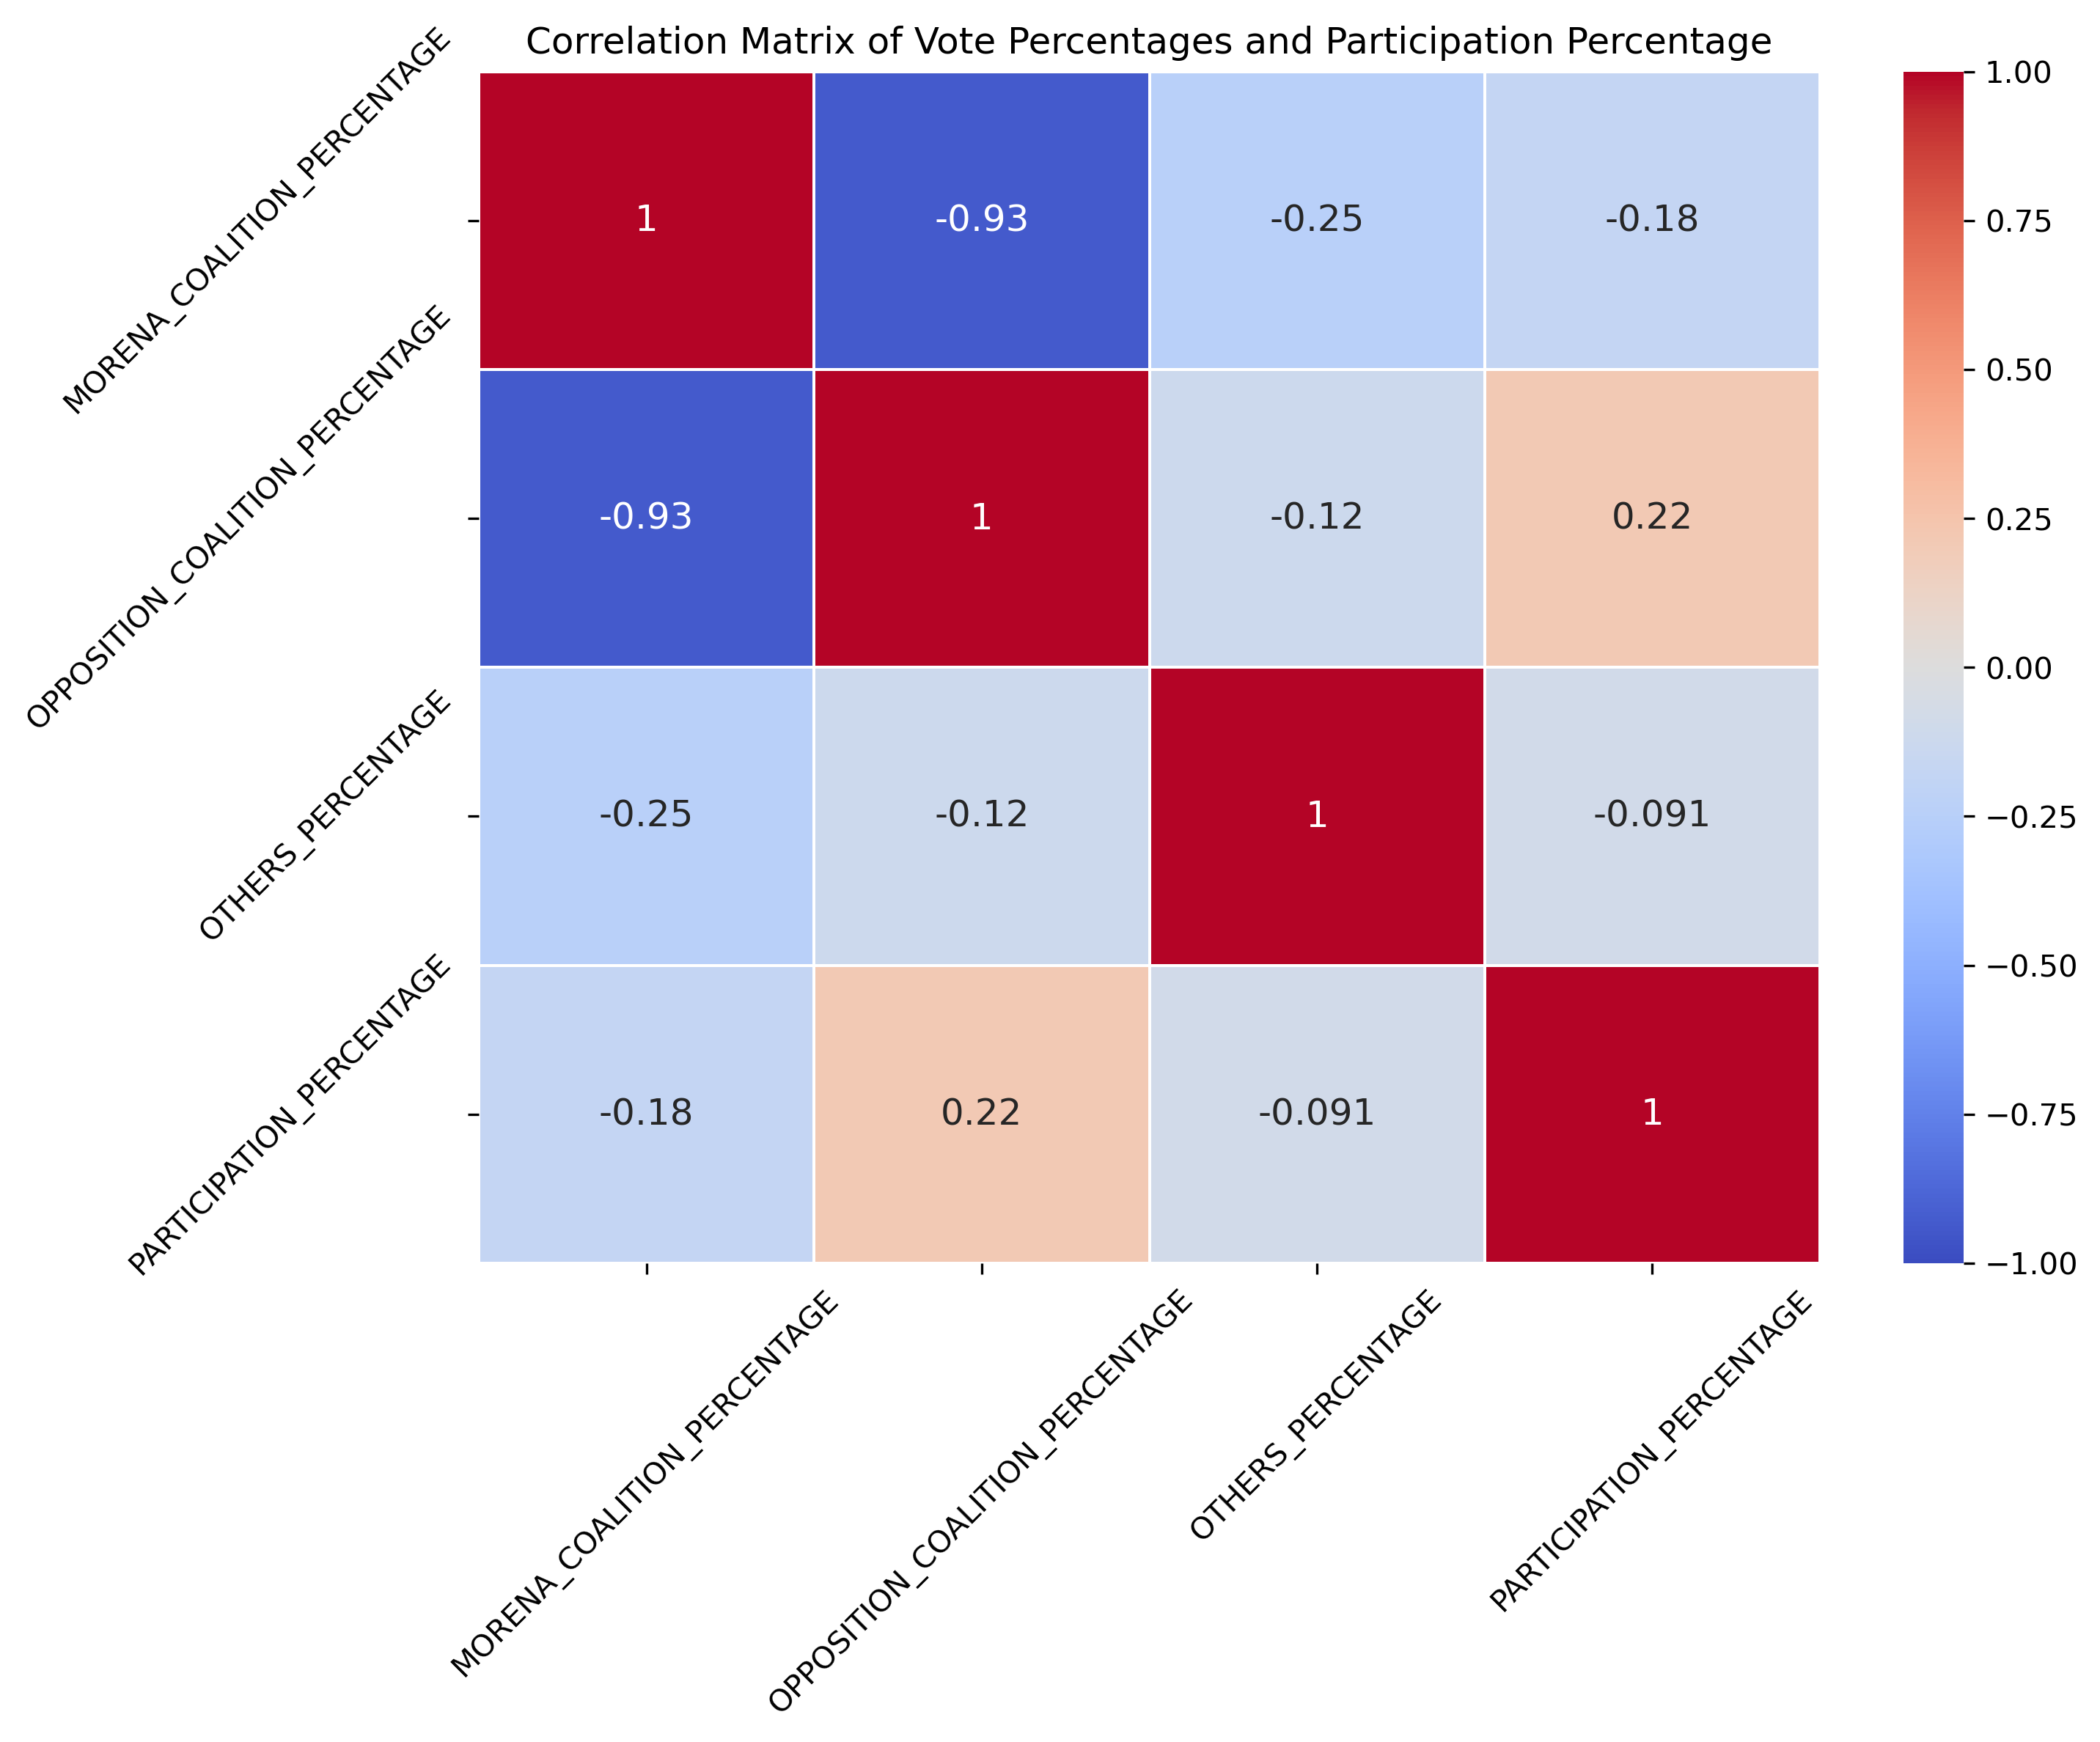 Correlation Matrix of Vote Percentages and Participation Percentage
MORENA_COALITION_PERCENTAGE
1
-0.93
-0.25
-0.18
OPPOSITION_COALITION_PERCENTAGE
-0.93
1
-0.12
0.22
OTHERS_PERCENTAGE
-0.25
-0.12
1
-0.091
PARTICIPATION_PERCENTAGE
-0.18
0.22
-0.091
1
MORENA_COALITION_PERCENTAGE
OPPOSITION_COALITION_PERCENTAGE
OTHERS_PERCENTAGE
PARTICIPATION_PERCENTAGE
1.00
0.75
0.50
0.25
0.00
−0.25
−0.50
−0.75
−1.00